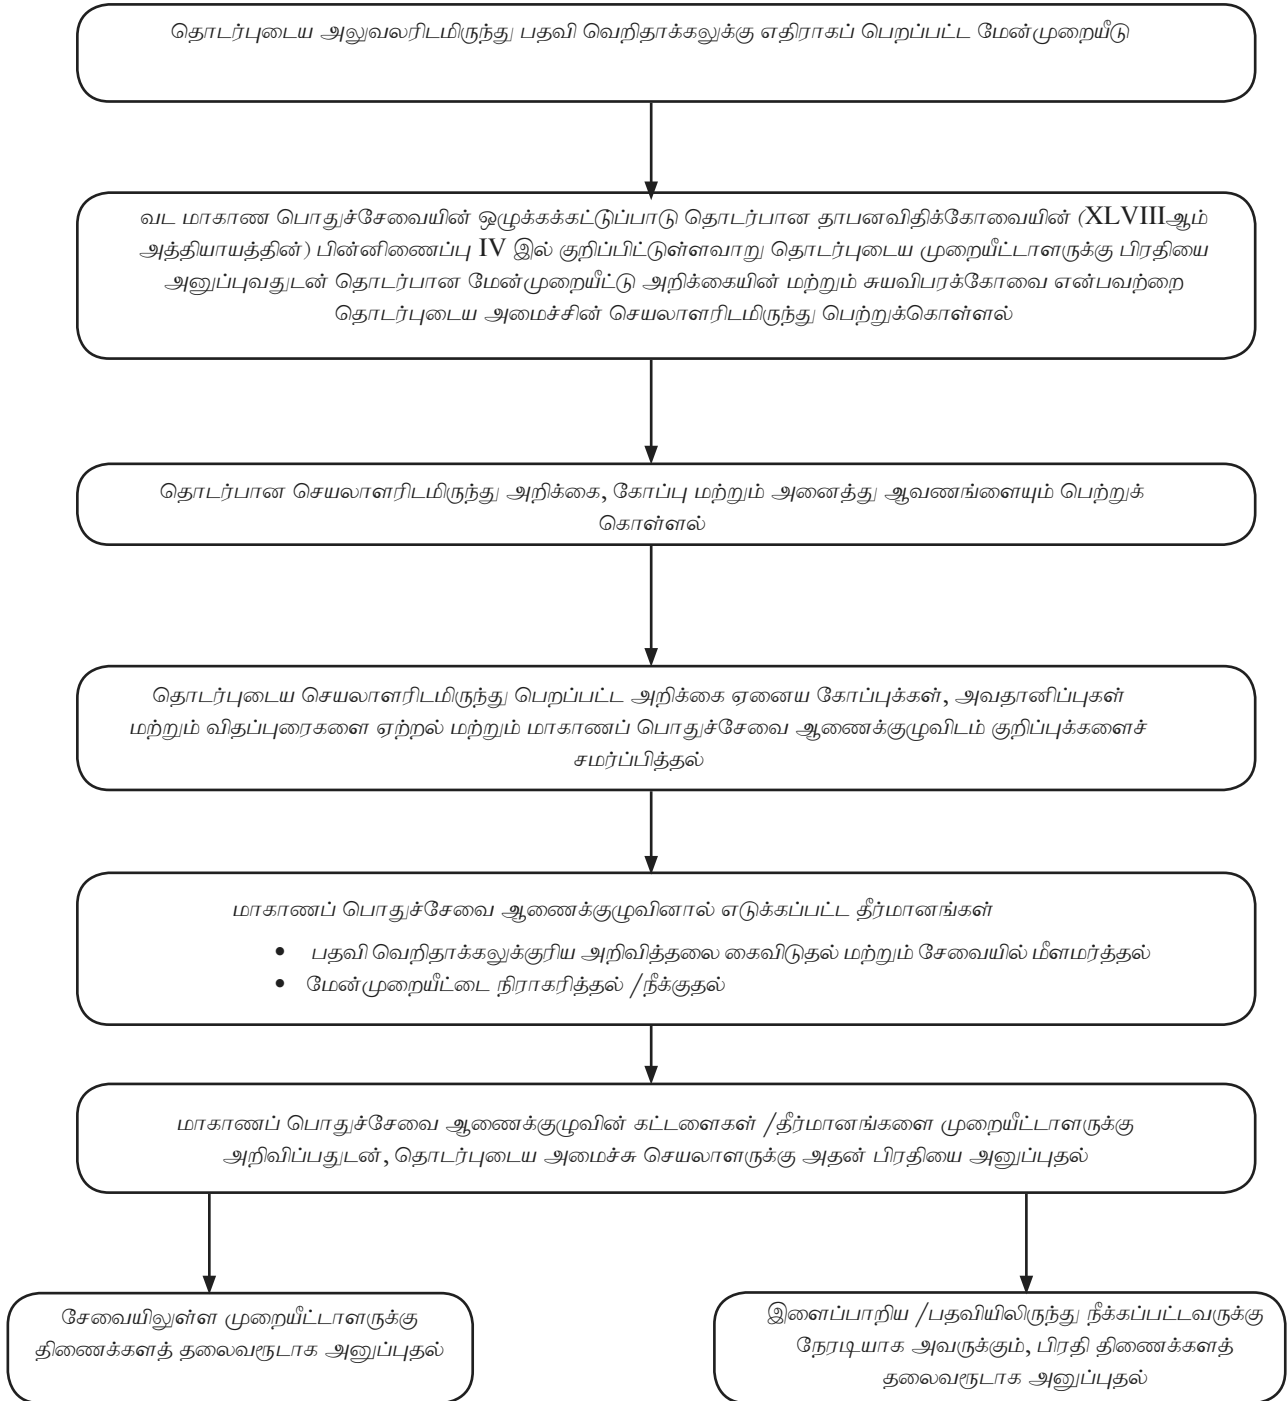 தொடர்புடைய அலுவலரிடமிருந்து பதவி வெறிதாக்கலுக்கு எதிராகப் பெறப்பட்ட மேன்முறையீடு
வட மாகாண பொதுச்சேவையின் ஒழுக்கக்கட்டுப்பாடு தொடர்பான தாபனவிதிக்கோவையின் (XLVIIIஆம்
அத்தியாயத்தின்) பின்னிணைப்பு IV இல் குறிப்பிட்டுள்ளவாறு தொடர்புடைய முறையீட்டாளருக்கு பிரதியை
அனுப்புவதுடன் தொடர்பான மேன்முறையீட்டு அறிக்கையின் மற்றும் சுயவிபரக்கோவை என்பவற்றை
தொடர்புடைய அமைச்சின் செயலாளரிடமிருந்து பெற்றுக்கொள்ளல்
தொடர்பான செயலாளரிடமிருந்து அறிக்கை, கோப்பு மற்றும் அனைத்து ஆவணங்களையும் பெற்றுக்
கொள்ளல்
தொடர்புடைய செயலாளரிடமிருந்து பெறப்பட்ட அறிக்கை ஏனைய கோப்புக்கள், அவதானிப்புகள்
மற்றும் விதப்புரைகளை ஏற்றல் மற்றும் மாகாணப் பொதுச்சேவை ஆணைக்குழுவிடம் குறிப்புக்களைச்
சமர்ப்பித்தல்
மாகாணப் பொதுச்சேவை ஆணைக்குழுவினால் எடுக்கப்பட்ட தீர்மானங்கள்
• பதவி வெறிதாக்கலுக்குரிய அறிவித்தலை கைவிடுதல் மற்றும் சேவையில் மீளமர்த்தல்
• மேன்முறையீட்டை நிராகரித்தல் /நீக்குதல்
மாகாணப் பொதுச்சேவை ஆணைக்குழுவின் கட்டளைகள் /தீர்மானங்களை முறையீட்டாளருக்கு
அறிவிப்பதுடன், தொடர்புடைய அமைச்சு செயலாளருக்கு அதன் பிரதியை அனுப்புதல்
சேவையிலுள்ள முறையீட்டாளருக்கு
திணைக்களத் தலைவரூடாக அனுப்புதல்
இளைப்பாறிய /பதவியிலிருந்து நீக்கப்பட்டவருக்கு
நேரடியாக அவருக்கும், பிரதி திணைக்களத்
தலைவரூடாக அனுப்புதல்